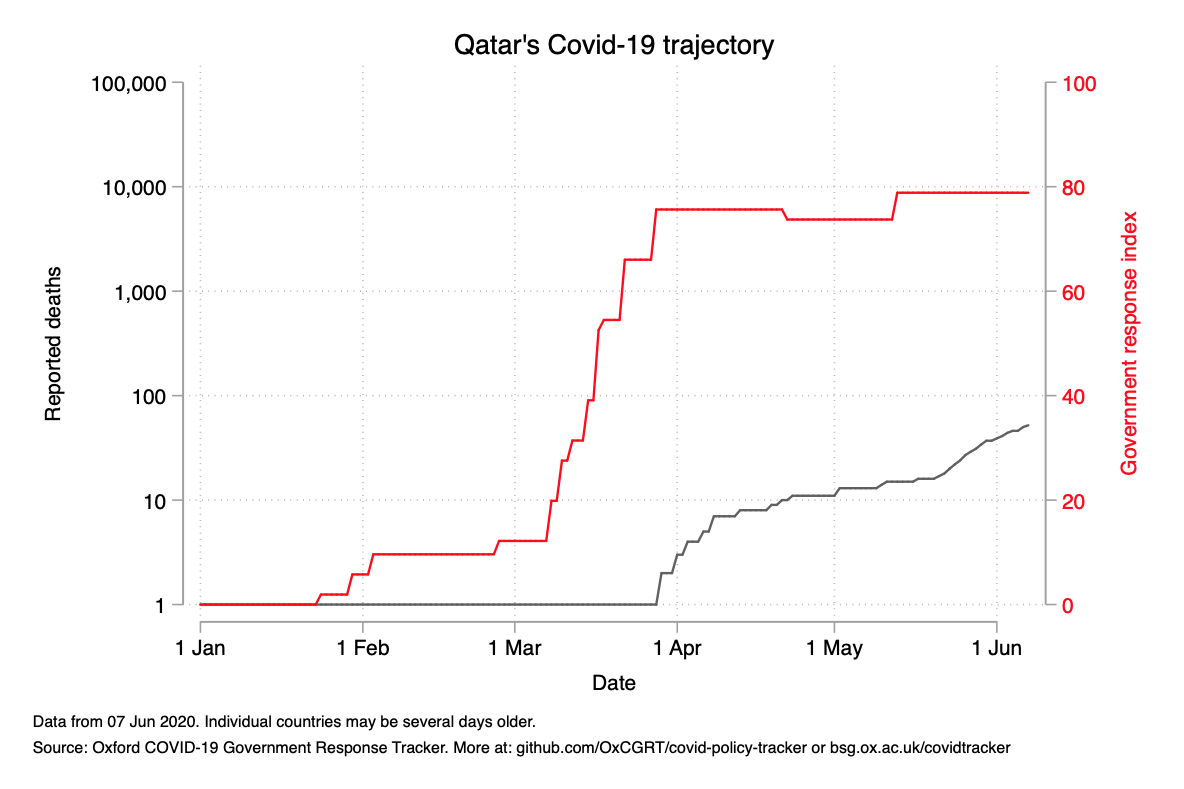 Qatar's Covid-19 trajectory
100,000
10,000
1,000
100
10
1
Reported deaths
100
80
60
40
20
0
Government response index
1 Jan 1 Feb 1 Mar 1 Apr 1 May 1 Jun
Date
Data from 07 Jun 2020. Individual countries may be several days older.
Source: Oxford COVID-19 Government Response Tracker. More at: github.com/OxCGRT/covid-policy-tracker or bsg.ox.ac.uk/covidtracker